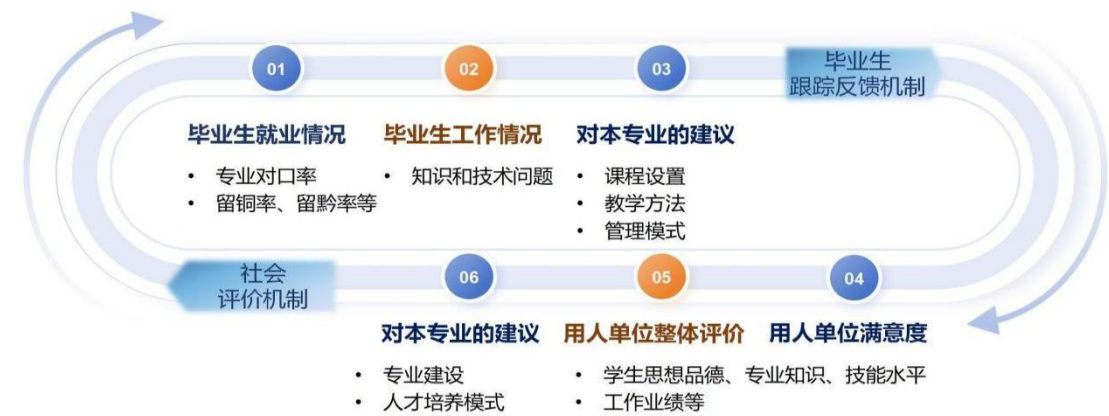 01
02
03
毕业生
跟踪反馈机制
毕业生就业情况
• 专业对口率
• 留铜率、留黔率等
毕业生工作情况
• 知识和技术问题
对本专业的建议
• 课程设置
• 教学方法
• 管理模式
社会
评价机制
06
05
04
对本专业的建议
• 专业建设
• 人才培养模式
用人单位整体评价
• 学生思想品德、专业知识、技能水平
• 工作业绩等
用人单位满意度